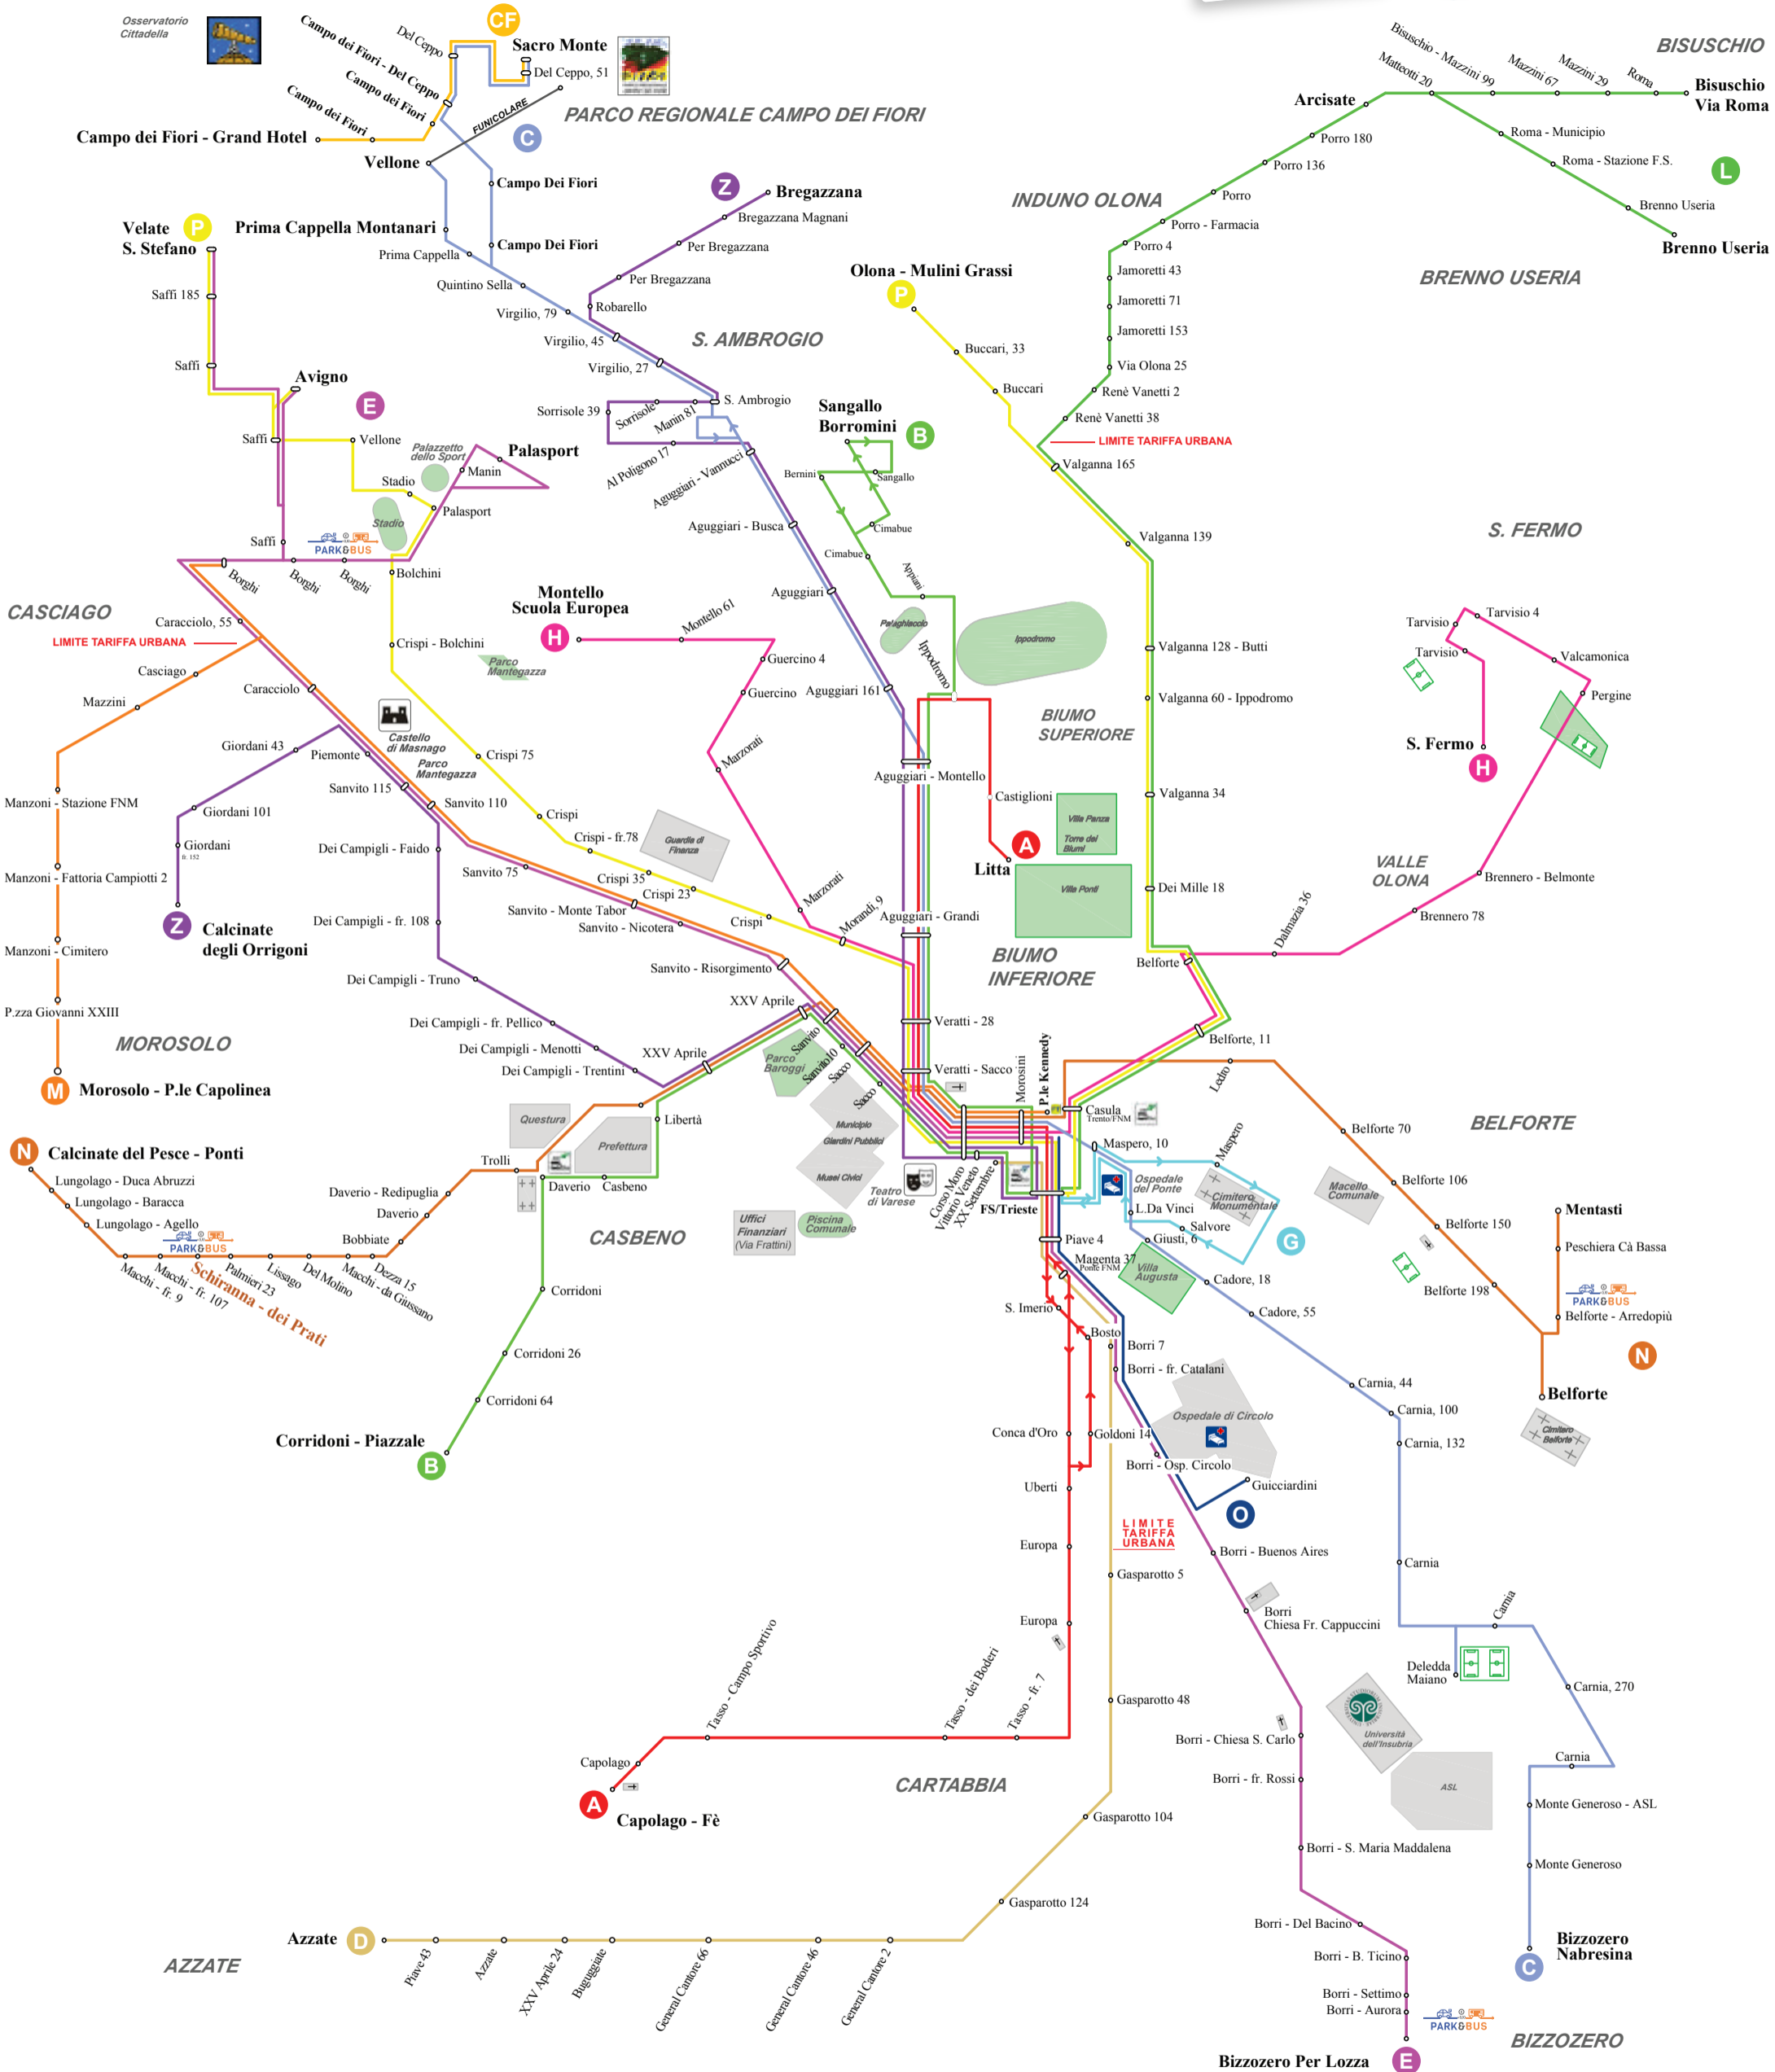 Osservatorio
Cittadella
CF
Sacro Monte
Del Ceppo, 51
Del Ceppo
Campo dei Fiori - Del Ceppo
Campo dei Fiori
Campo dei Fiori
Campo dei Fiori - Grand Hotel
FUNICOLARE
Vellone
C
PARCO REGIONALE CAMPO DEI FIORI
BISUSCHIO
Bisuschio - Mazzini 99
Matteotti 20
Mazzini 67
Mazzini 29
Roma
Bisuschio
Via Roma
Arcisate
Porro 180
Porro 136
Porro
Porro - Farmacia
Porro 4
Roma - Municipio
Roma - Stazione F.S.
L
Brenno Useria
Brenno Useria
BRENNO USERIA
INDUNO OLONA
Jamoretti 43
Jamoretti 71
Jamoretti 153
Via Olona 25
Renè Vanetti 2
Renè Vanetti 38
LIMITE TARIFFA URBANA
Campo Dei Fiori
Campo Dei Fiori
Prima Cappella Montanari
Prima Cappella
Quintino Sella
Virgilio, 79
Virgilio, 45
Virgilio, 27
Z
Bregazzana
Bregazzana Magnani
Per Bregazzana
Per Bregazzana
Robarello
S. AMBROGIO
S. Ambrogio
Sorrisole 39
Sorrisole
Manin 81
Al Poligono 17
Aguggiari - Vannucci
Aguggiari - Busca
Aguggiari
Aguggiari 161
Velate
S. Stefano
P
Saffi 185
Saffi
Avigno
E
Saffi
Vellone
Palazzetto
dello Sport
Palasport
Manin
Stadio
Palasport
Stadio
Saffi
PARK&BUS
Borghi
Borghi
Borghi
Bolchini
Crispi - Bolchini
Olona - Mulini Grassi
P
Buccari, 33
Buccari
Sangallo
Borromini
B
Bernini
Sangallo
Cimabue
Cimabue
Appiani
Palaghiaccio
Ippodromo
Ippodromo
Valganna 165
Valganna 139
Valganna 128 - Butti
Valganna 60 - Ippodromo
Valganna 34
Dei Mille 18
Belforte
Belforte, 11
S. FERMO
Tarvisio 4
Tarvisio
Tarvisio
Valcamonica
Pergine
S. Fermo
H
VALLE
OLONA
Brennero - Belmonte
Brennero 78
Dalmazia 36
CASCIAGO
LIMITE TARIFFA URBANA
Caracciolo, 55
Casciago
Mazzini
Caracciolo
Manzoni - Stazione FNM
Manzoni - Fattoria Campiotti 2
Manzoni - Cimitero
P.zza Giovanni XXIII
MOROSOLO
M
Morosolo - P.le Capolinea
Giordani 43
Giordani 101
Giordani
fr. 152
Z
Calcinate
degli Orrigoni
Piemonte
Sanvito 115
Sanvito 110
Castello
di Masnago
Parco
Mantegazza
Parco
Mantegazza
Montello
Scuola Europea
H
Montello 61
Guercino 4
Guercino
Marzorati
Marzorati
Morandi, 9
Crispi 75
Crispi
Crispi - fr.78
Guardia di
Finanza
Crispi 35
Crispi 23
Crispi
Dei Campigli - Faido
Sanvito 75
Sanvito - Monte Tabor
Sanvito - Nicotera
Sanvito - Risorgimento
Dei Campigli - fr. 108
Dei Campigli - Truno
Dei Campigli - fr. Pellico
Dei Campigli - Menotti
Dei Campigli - Trentini
XXV Aprile
XXV Aprile
BIUMO
SUPERIORE
Aguggiari - Montello
Castiglioni
Litta
A
Villa Panza
Torre dei
Biumi
Villa Ponti
Aguggiari - Grandi
BIUMO
INFERIORE
Veratti - 28
Veratti - Sacco
Parco
Baroggi
Sanvito
Sanvito10
Sacco
Sacco
Municipio
Giardini Pubblici
Musei Civici
Teatro
di Varese
Questura
Prefettura
Libertà
Trolli
Daverio
Casbeno
CASBENO
Uffici
Finanziari
(Via Frattini)
Piscina
Comunale
Corso Moro
Vittorio Veneto
XX Settembre
FS/Trieste
Morosini
P.le Kennedy
Casula
Trento/FNM
Maspero, 10
Maspero
Ospedale
del Ponte
Cimitero
Monumentale
L.Da Vinci
Salvore
Giusti, 6
G
Piave 4
Magenta 37
Ponte FNM
Villa
Augusta
Cadore, 18
Cadore, 55
Ledro
BELFORTE
Belforte 70
Macello
Comunale
Belforte 106
Belforte 150
Belforte 198
Mentasti
Peschiera Cà Bassa
PARK&BUS
Belforte - Arredopiù
N
Belforte
Cimitero
Belforte
N
Calcinate del Pesce - Ponti
Lungolago - Duca Abruzzi
Lungolago - Baracca
Lungolago - Agello
PARK&BUS
Macchi - fr. 9
Macchi - fr. 107
Schiranna - dei Prati
Palmieri 23
Lissago
Del Molino
Macchi - da Giussano
Dezza 15
Bobbiate
Daverio
Daverio - Redipuglia
Corridoni
Corridoni 26
Corridoni 64
Corridoni - Piazzale
B
S. Imerio
Bosto
Borri 7
Borri - fr. Catalani
Ospedale di Circolo
Conca d'Oro
Goldoni 14
Borri - Osp. Circolo
Guicciardini
O
Uberti
LIMITE
TARIFFA
URBANA
Europa
Europa
Gasparotto 5
Gasparotto 48
Gasparotto 104
Gasparotto 124
Carnia, 44
Carnia, 100
Carnia, 132
Carnia
Carnia
Deledda
Maiano
Carnia, 270
Carnia
Monte Generoso - ASL
Monte Generoso
Bizzozero
Nabresina
C
Borri - Buenos Aires
Borri
Chiesa Fr. Cappuccini
Borri - Chiesa S. Carlo
Borri - fr. Rossi
Borri - S. Maria Maddalena
Borri - Del Bacino
Borri - B. Ticino
Borri - Settimo
Borri - Aurora
PARK&BUS
BIZZOZERO
Bizzozero Per Lozza
E
Università
dell'Insubria
ASL
Tasso - Campo Sportivo
Tasso - dei Boderi
Tasso - fr. 7
Capolago
A
Capolago - Fè
CARTABBIA
AZZATE
Azzate
D
Piave 43
Azzate
XXV Aprile 24
Buguggiate
General Cantore 66
General Cantore 46
General Cantore 2